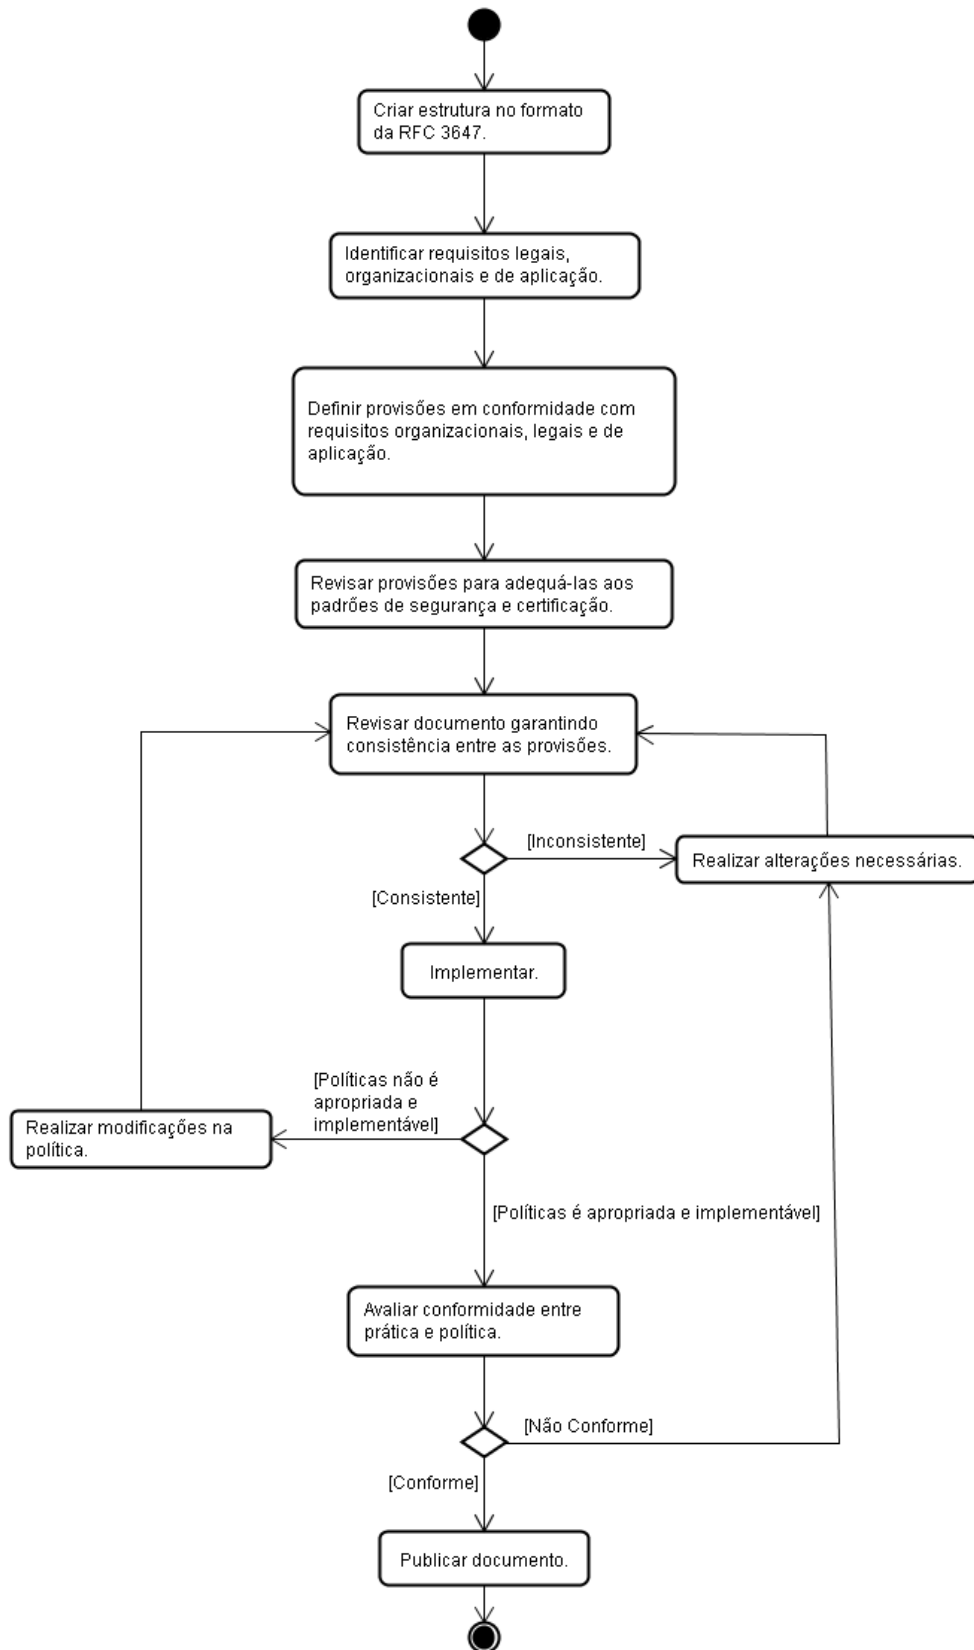 Criar estrutura no formato
da RFC 3647.
Identificar requisitos legais,
organizacionais e de aplicação.
Definir provisões em conformidade com
requisitos organizacionais, legais e de
aplicação.
Revisar provisões para adequá-las aos
padrões de segurança e certificação.
Revisar documento garantindo
consistência entre as provisões.
[Inconsistente]
Realizar alterações necessárias.
[Consistente]
Implementar.
[Políticas não é
apropriada e
implementável]
Realizar modificações na
política.
[Políticas é apropriada e implementável]
Avaliar conformidade entre
prática e política.
[Não Conforme]
[Conforme]
Publicar documento.